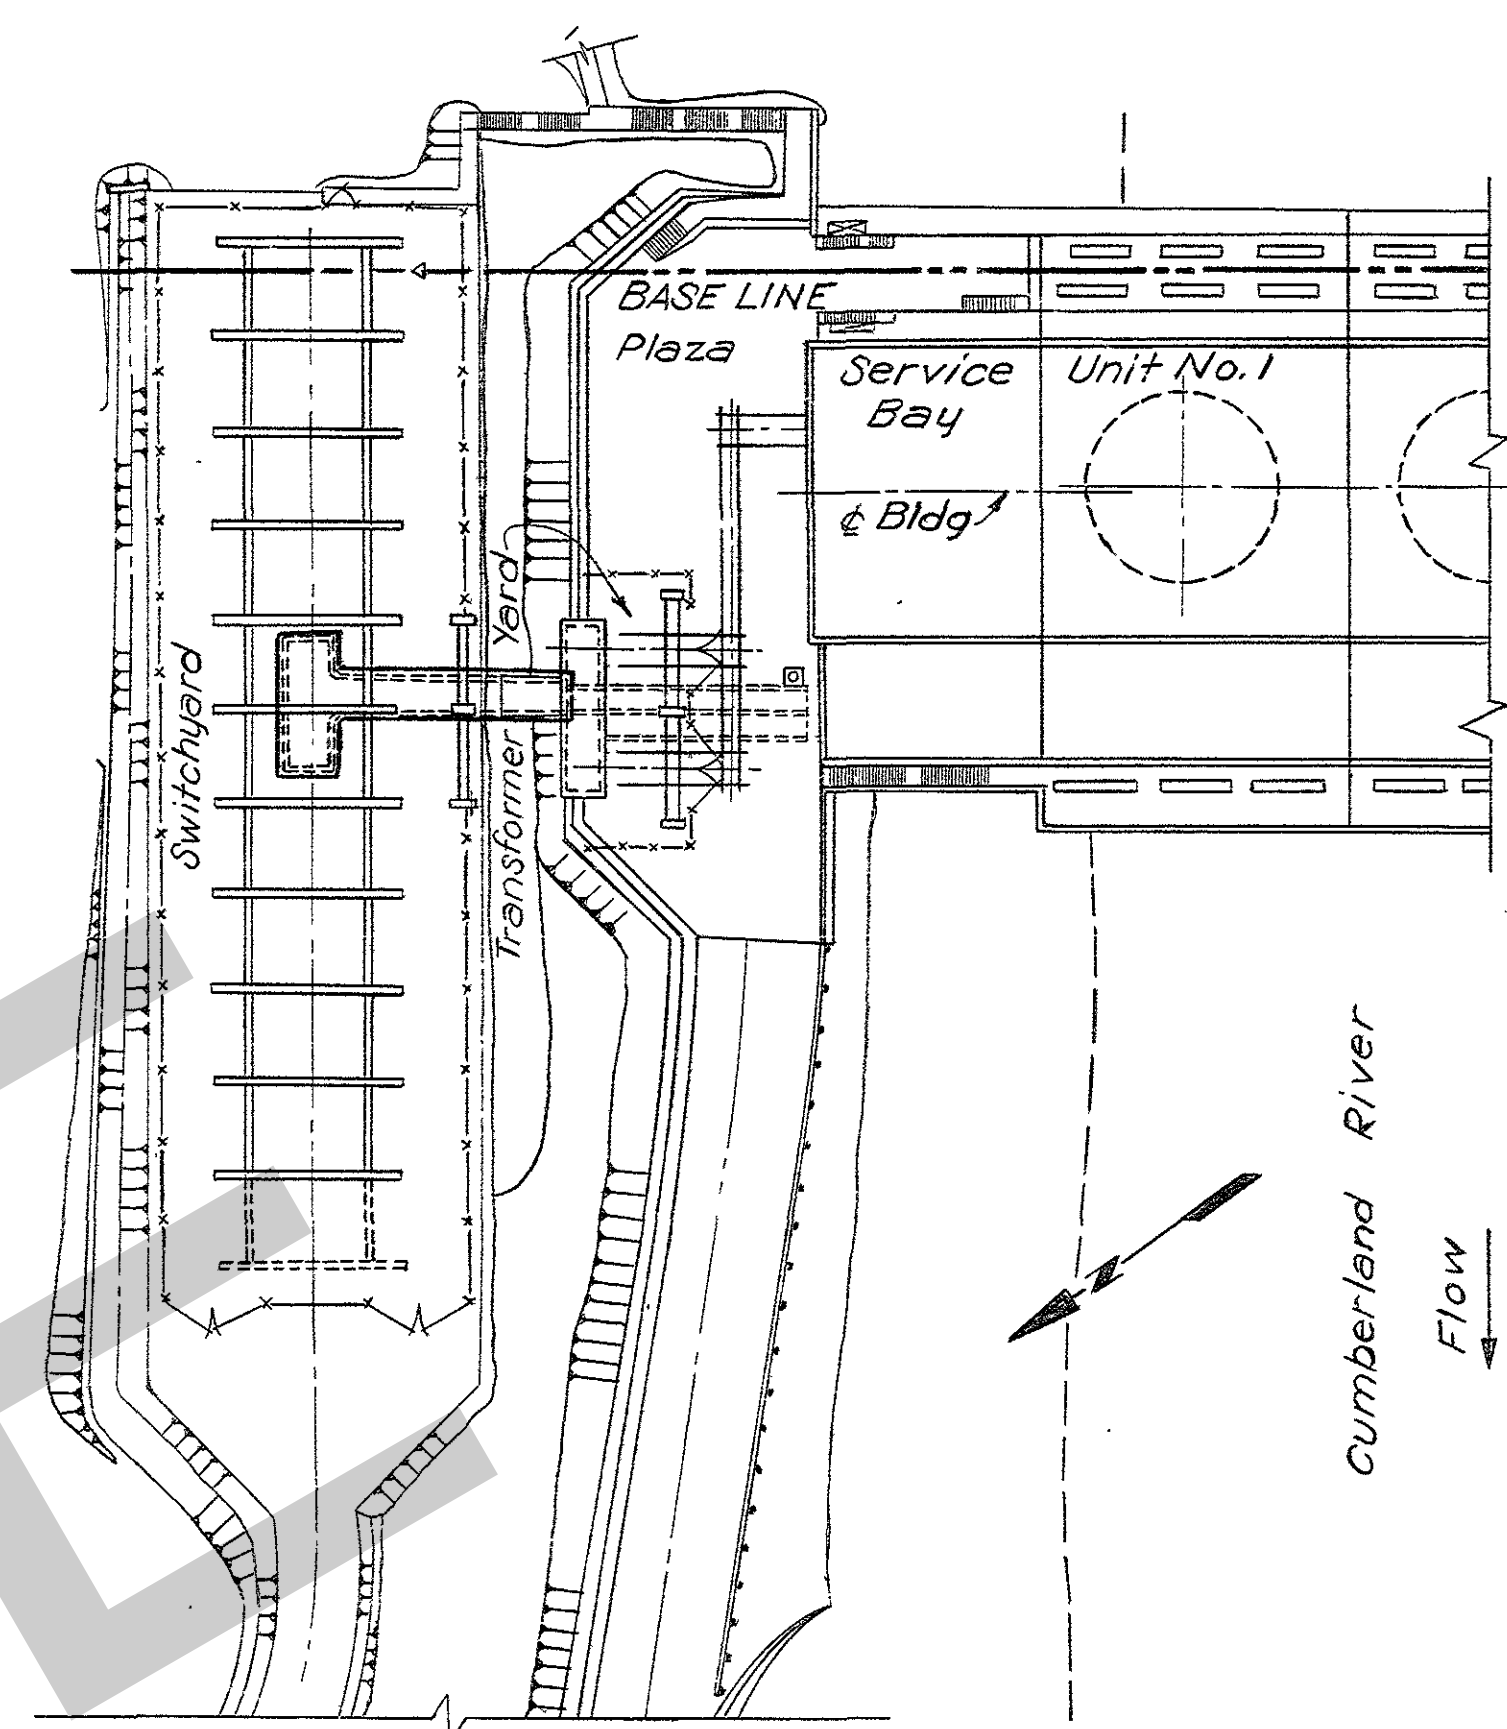 BASE LINE
Plaza
Service
Bay
Unit No. 1
℄ Bldg
Switchyard
Transformer Yard
Cumberland River
Flow
N